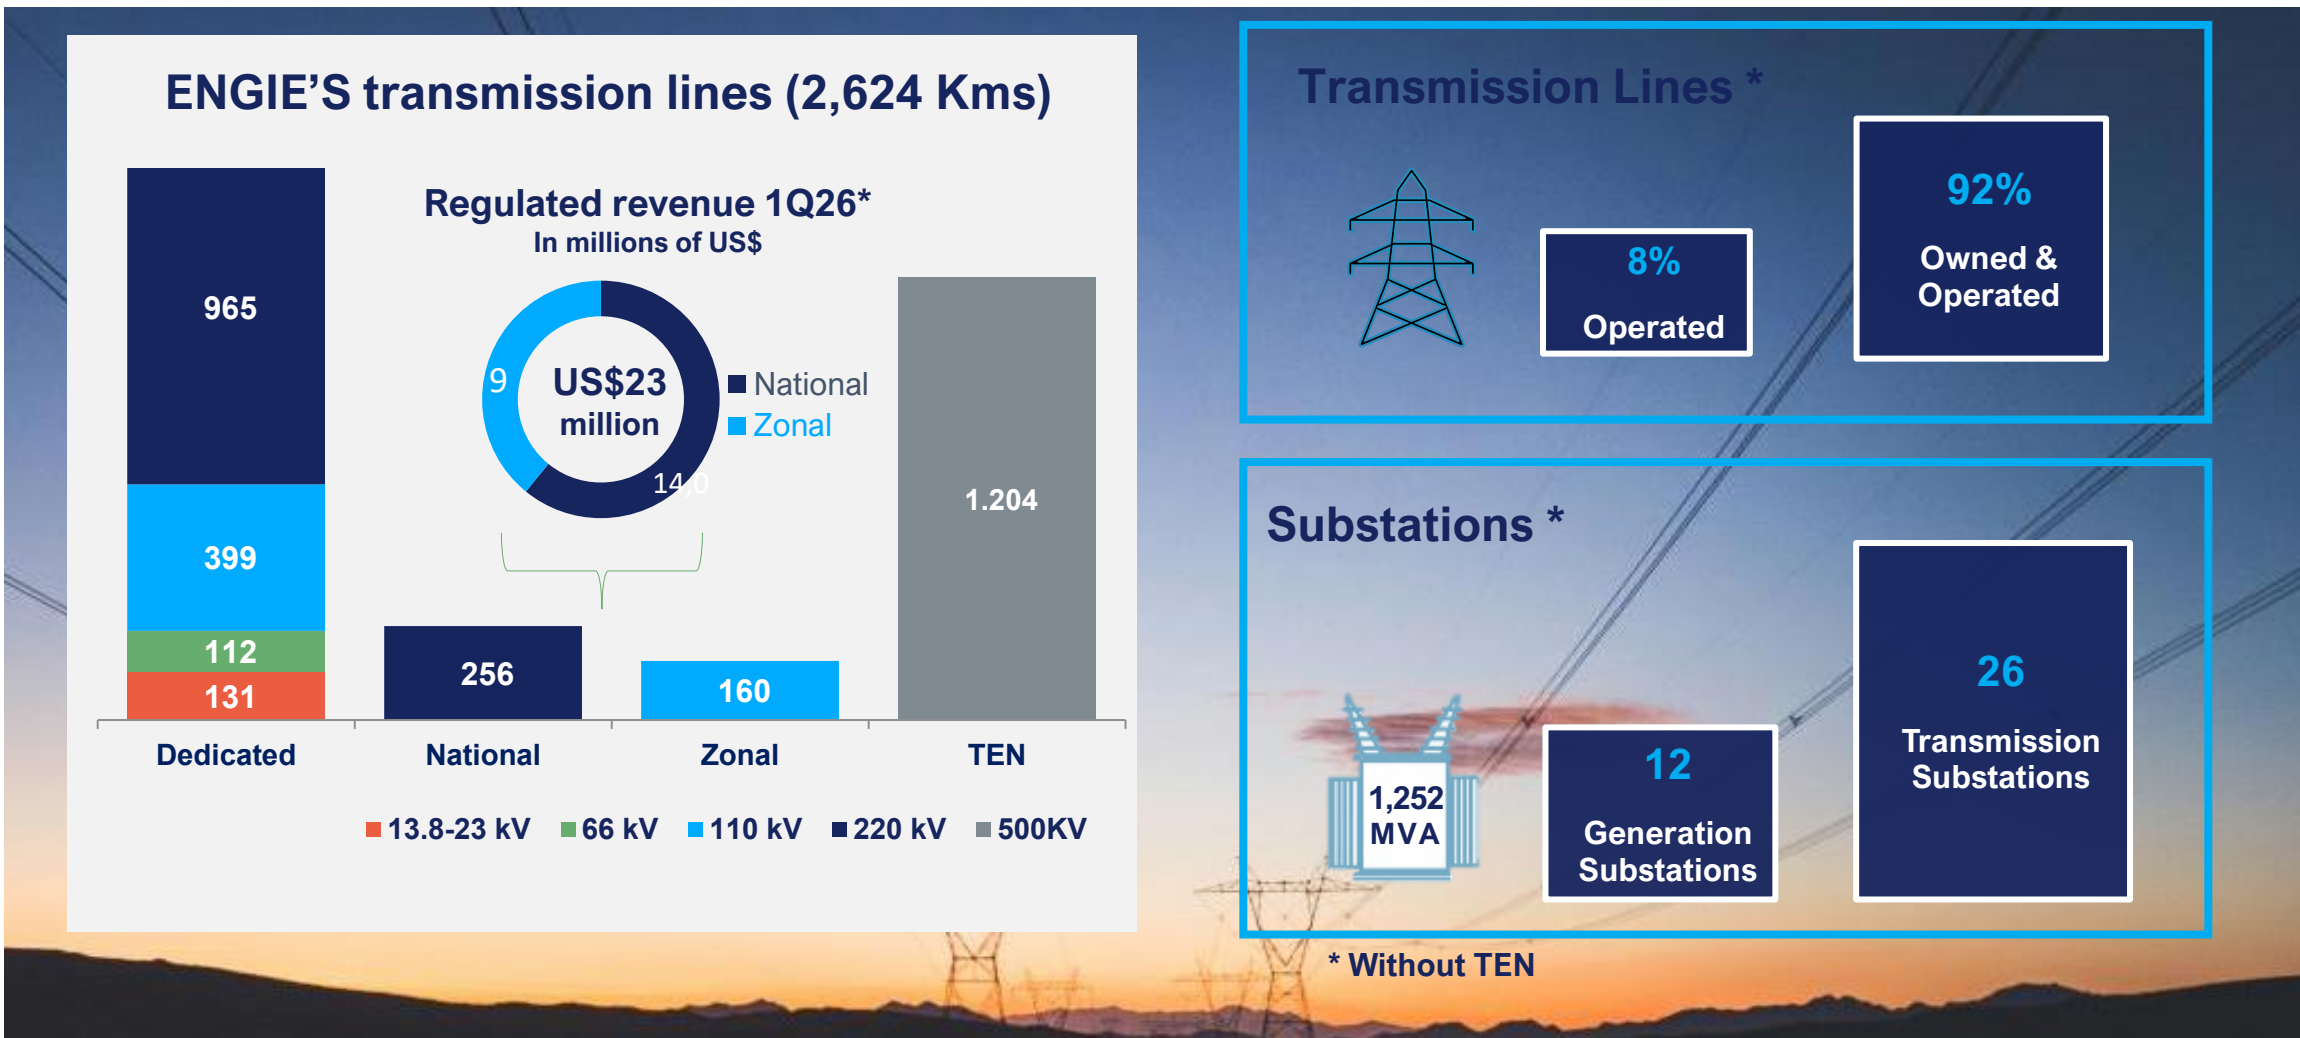 ENGIE'S transmission lines (2,624 Kms)
Regulated revenue 1Q26*
In millions of US$
965
399
112
131
9
US$23
million
14,0
National
Zonal
256
160
1.204
Dedicated
National
Zonal
TEN
13.8-23 kV
66 kV
110 kV
220 kV
500KV
Transmission Lines *
8%
Operated
92%
Owned &
Operated
Substations *
1,252
MVA
12
Generation
Substations
26
Transmission
Substations
* Without TEN